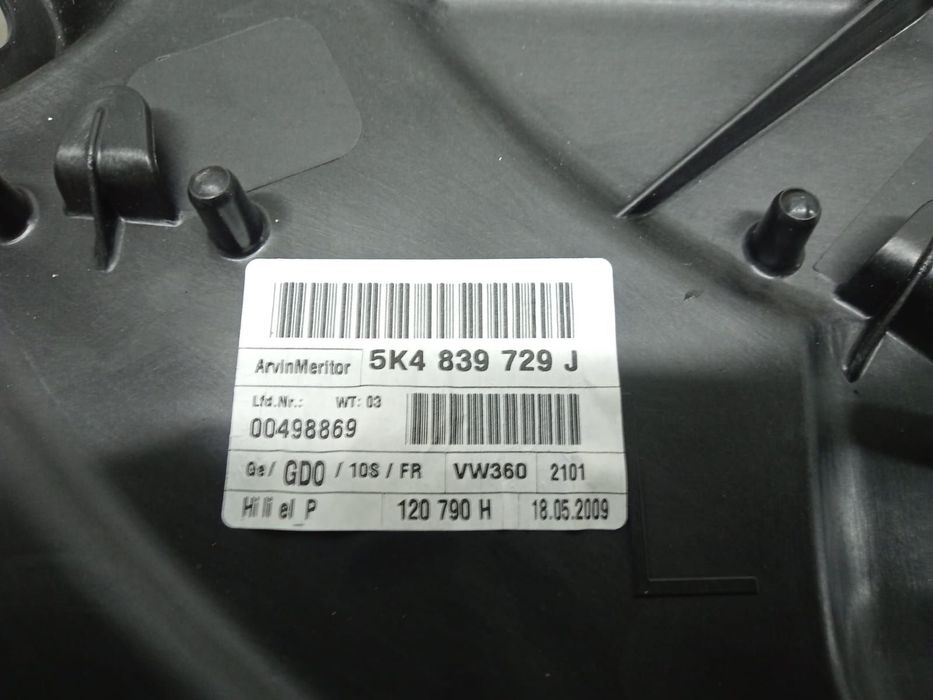 5K4 839 729 J
ArvinMeritor
Lfd.Nr.: WT: 03
00498869
Ge/ GDO / 10S / FR VW360 2101
Hi li el_P 120 790 H 18.05.2009